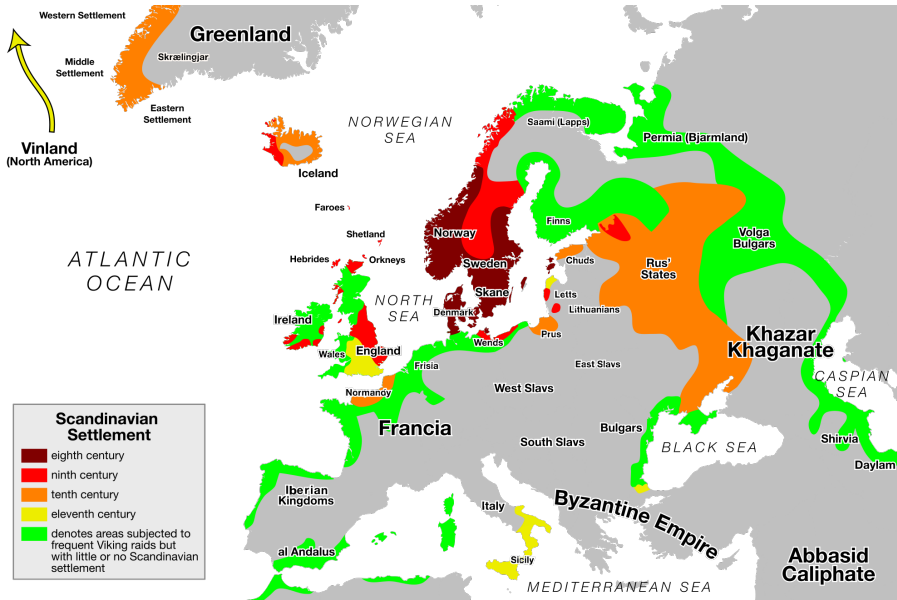 Western Settlement
Greenland
Middle
Settlement
Skrælingjar
Eastern
Settlement
Vinland
(North America)
NORWEGIAN
SEA
Saami (Lapps)
Permia (Bjarmland)
Iceland
Faroes
Shetland
Hebrides
Orkneys
ATLANTIC
OCEAN
Norway
Sweden
Skane
Denmark
NORTH
SEA
Finns
Chuds
Letts
Lithuanians
Prus
Wends
Rus'
States
Volga
Bulgars
Ireland
Wales
England
Frisia
Normandy
Francia
West Slavs
East Slavs
South Slavs
Bulgars
Khazar
Khaganate
CASPIAN
SEA
BLACK SEA
Shirvia
Daylam
Iberian
Kingdoms
al Andalus
Italy
Sicily
Byzantine Empire
Abbasid
Caliphate
MEDITERRANEAN SEA
Scandinavian
Settlement
eighth century
ninth century
tenth century
eleventh century
denotes areas subjected to
frequent Viking raids but
with little or no Scandinavian
settlement